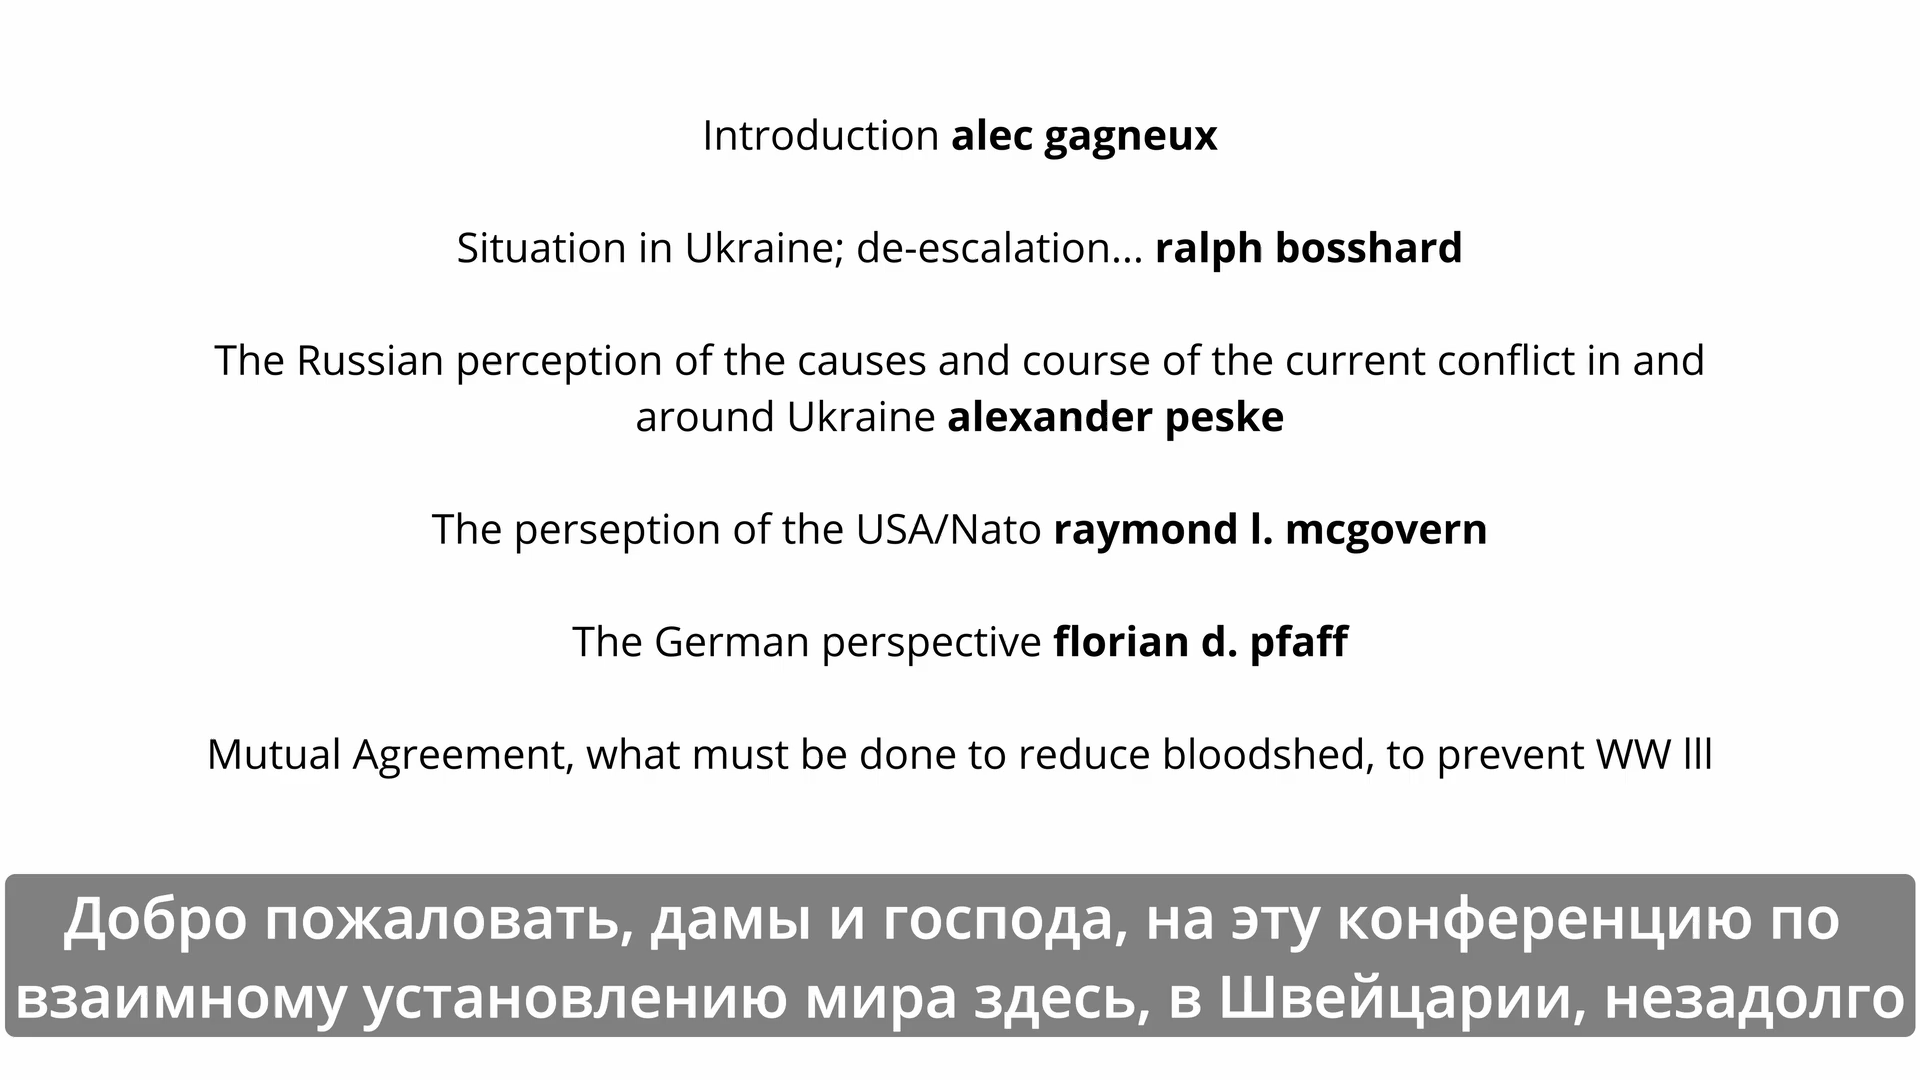 Introduction alec gagneux
Situation in Ukraine; de-escalation... ralph bosshard
The Russian perception of the causes and course of the current conflict in and
around Ukraine alexander peske
The perseption of the USA/Nato raymond l. mcgovern
The German perspective florian d. pfaff
Mutual Agreement, what must be done to reduce bloodshed, to prevent WW lll
Добро пожаловать, дамы и господа, на эту конференцию по
взаимному установлению мира здесь, в Швейцарии, незадолго